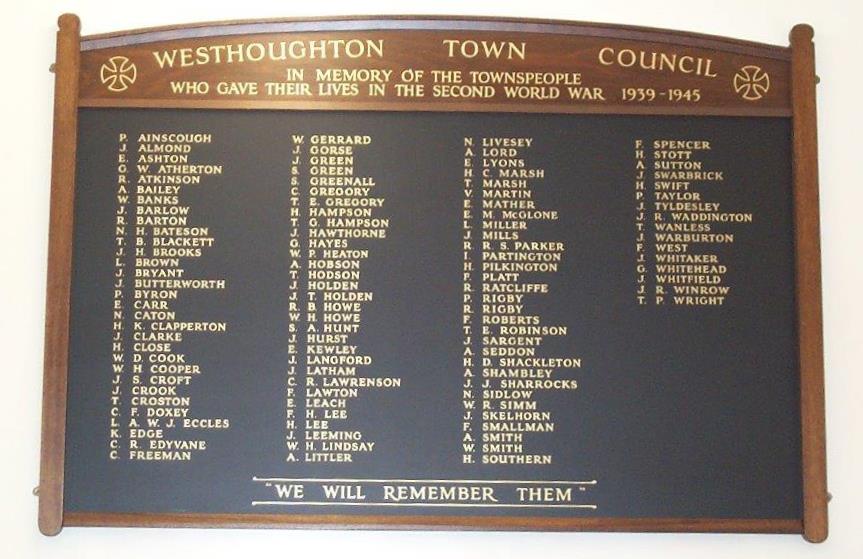 WESTHOUGHTON TOWN COUNCIL
IN MEMORY OF THE TOWNSPEOPLE
WHO GAVE THEIR LIVES IN THE SECOND WORLD WAR 1939-1945
P. AINSCOUGH
J. ALMOND
E. ASHTON
G. W. ATHERTON
R. ATKINSON
A. BAILEY
W. BANKS
J. BARLOW
R. BARTON
N. H. BATESON
T. B. BLACKETT
J. H. BROOKS
L. BROWN
J. BRYANT
J. BUTTERWORTH
P. BYRON
E. CARR
N. CATON
H. K. CLAPPERTON
J. CLARKE
H. CLOSE
W. D. COOK
W. H. COOPER
J. S. CROFT
J. CROOK
T. CROSTON
C. F. DOXEY
L. A. W. J. ECCLES
K. EDGE
C. R. EDYVANE
C. FREEMAN
W. GERRARD
J. GORSE
J. GREEN
S. GREEN
S. GREENALL
C. GREGORY
T. E. GREGORY
H. HAMPSON
T. G. HAMPSON
J. HAWTHORNE
G. HAYES
W. P. HEATON
A. HOBSON
T. HODSON
J. HOLDEN
J. T. HOLDEN
R. B. HOWE
W. H. HOWE
S. A. HUNT
J. HURST
E. KEWLEY
J. LANGFORD
J. LATHAM
C. R. LAWRENSON
F. LAWTON
E. LEACH
F. H. LEE
H. LEE
J. LEEMING
W. H. LINDSAY
A. LITTLER
N. LIVESEY
A. LORD
E. LYONS
H. C. MARSH
T. MARSH
V. MARTIN
E. MATHER
E. M. McGLONE
L. MILLER
J. MILLS
R. R. S. PARKER
I. PARTINGTON
H. PILKINGTON
F. PLATT
R. RATCLIFFE
P. RIGBY
R. RIGBY
F. ROBERTS
T. E. ROBINSON
J. SARGENT
A. SEDDON
H. D. SHACKLETON
A. SHAMBLEY
J. J. SHARROCKS
N. SIDLOW
W. R. SIMM
J. SKELHORN
F. SMALLMAN
A. SMITH
W. SMITH
H. SOUTHERN
F. SPENCER
H. STOTT
A. SUTTON
J. SWARBRICK
H. SWIFT
P. TAYLOR
J. TYLDESLEY
J. R. WADDINGTON
T. WANLESS
J. WARBURTON
F. WEST
J. WHITAKER
G. WHITEHEAD
J. WHITFIELD
J. R. WINROW
T. P. WRIGHT
"WE WILL REMEMBER THEM"